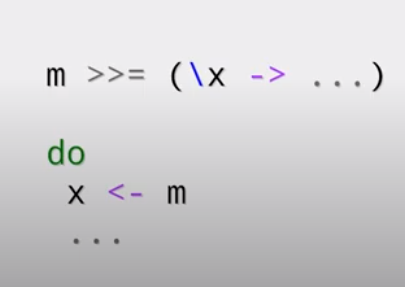 m >>= (\x -> ...)
do
x <- m
...